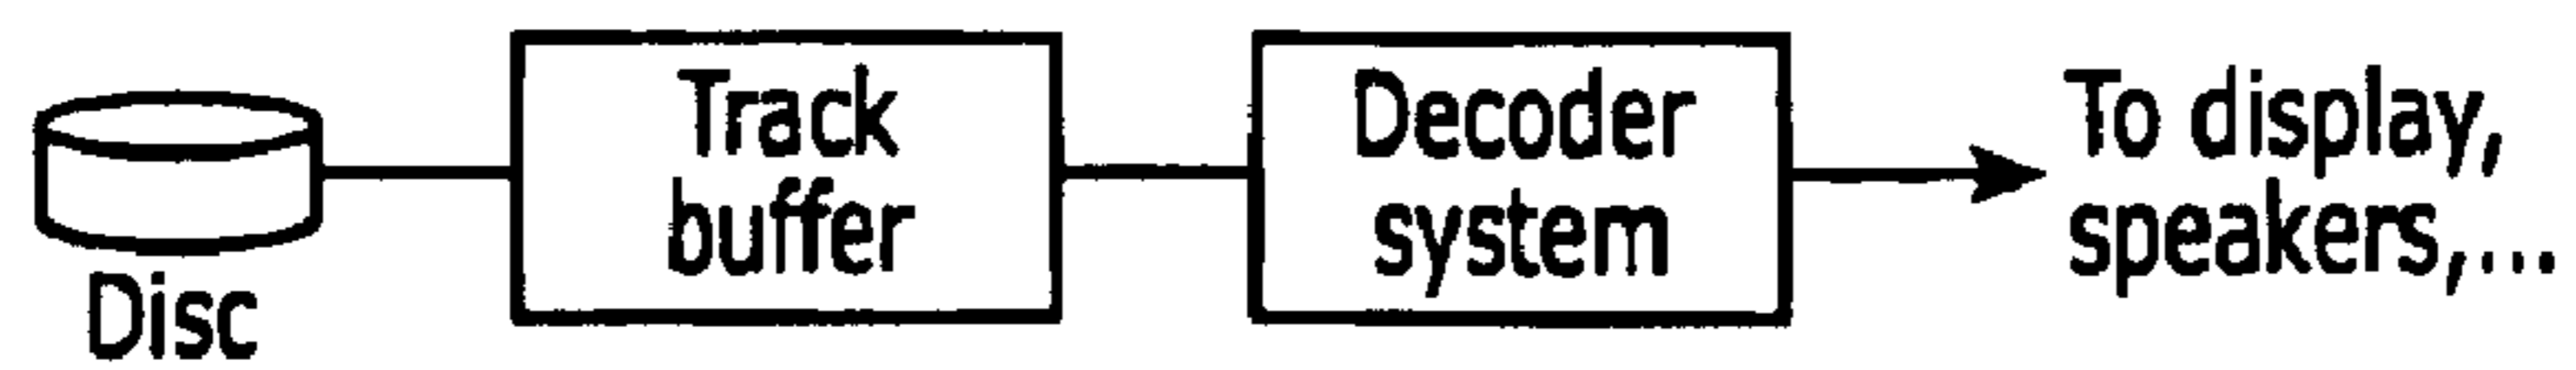 Disc
Track
buffer
Decoder
system
To display,
speakers,...